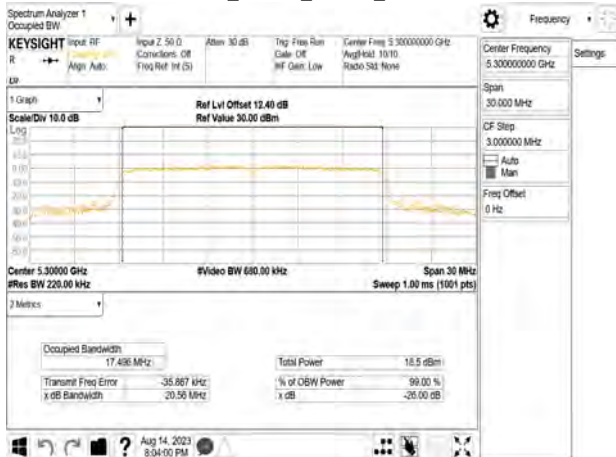 Spectrum Analyzer 1
Occupied BW
Frequency
KEYSIGHT
Input: RF
Input Z: 50 Ω
Atten: 30 dB
Trig: Free Run
Center Freq: 5.300000000 GHz
R
Corrections: Off
Gate: Off
Avg|Hold: 10/10
Align: Auto
Freq Ref: Int (S)
#IF Gain: Low
Radio Std: None
Center Frequency
5.300000000 GHz
Settings
Span
30.000 MHz
CF Step
3.000000 MHz
Auto
Man
Freq Offset
0 Hz
1 Graph
Ref Lvl Offset 12.40 dB
Scale/Div 10.0 dB
Ref Value 30.00 dBm
Log
Center 5.30000 GHz
#Video BW 680.00 kHz
Span 30 MHz
#Res BW 220.00 kHz
Sweep 1.00 ms (1001 pts)
2 Metrics
Occupied Bandwidth
17.496 MHz
Total Power
18.5 dBm
Transmit Freq Error
-35.867 kHz
% of OBW Power
99.00 %
x dB Bandwidth
20.56 MHz
x dB
-26.00 dB
?
Aug 14, 2023
8:04:00 PM